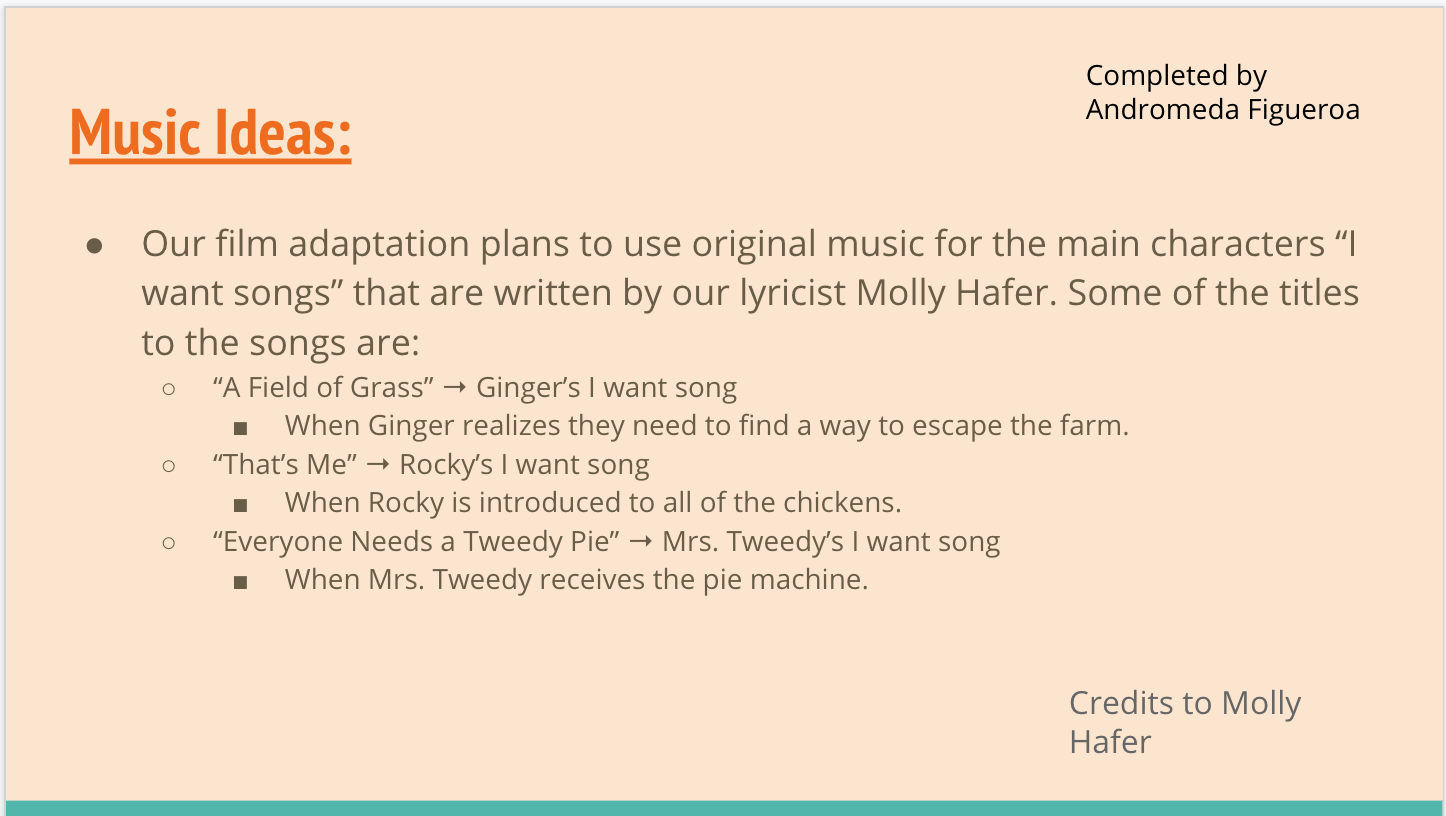 Completed by
Andromeda Figueroa
Music Ideas:
● Our film adaptation plans to use original music for the main characters “I
want songs” that are written by our lyricist Molly Hafer. Some of the titles
to the songs are:
○ “A Field of Grass” → Ginger’s I want song
■ When Ginger realizes they need to find a way to escape the farm.
○ “That’s Me” → Rocky’s I want song
■ When Rocky is introduced to all of the chickens.
○ “Everyone Needs a Tweedy Pie” → Mrs. Tweedy’s I want song
■ When Mrs. Tweedy receives the pie machine.
Credits to Molly
Hafer